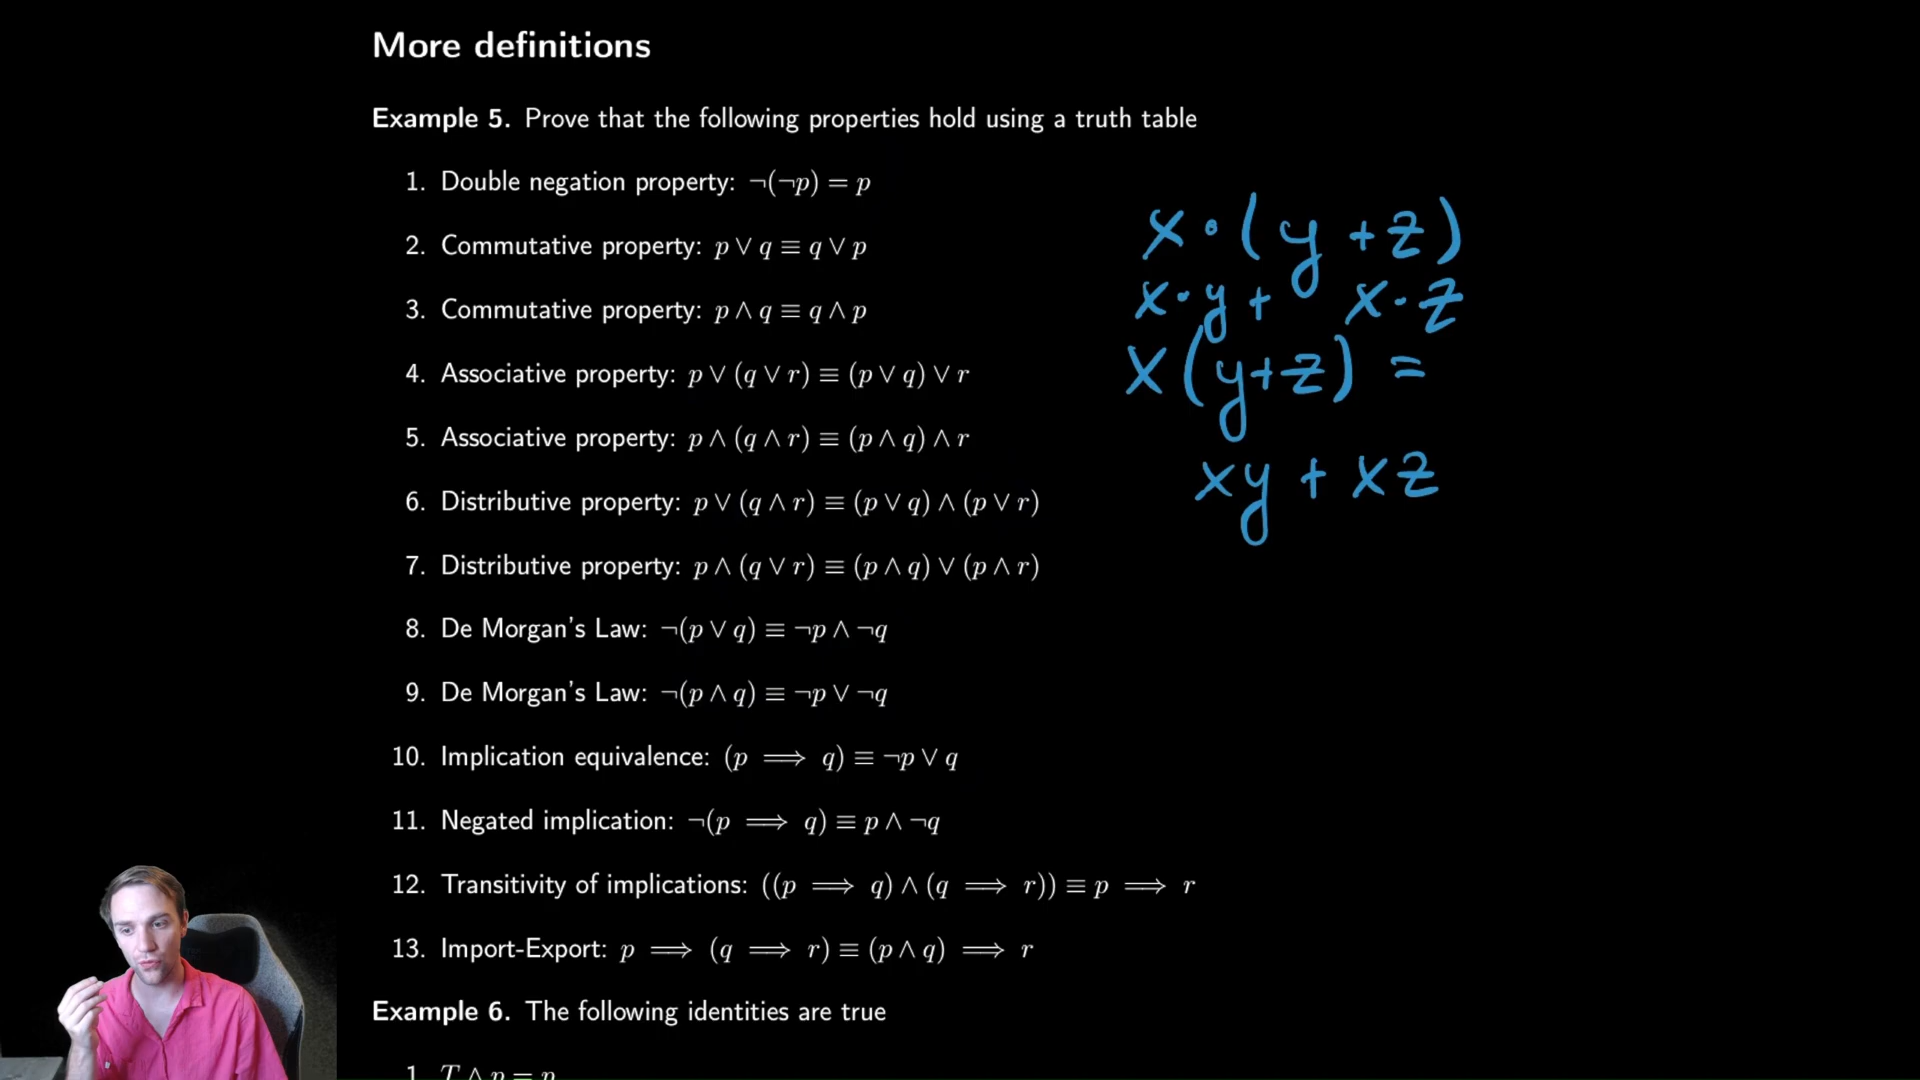 More definitions
Example 5. Prove that the following properties hold using a truth table
1. Double negation property: ¬(¬p) = p
2. Commutative property: p ∨ q ≡ q ∨ p
3. Commutative property: p ∧ q ≡ q ∧ p
4. Associative property: p ∨ (q ∨ r) ≡ (p ∨ q) ∨ r
5. Associative property: p ∧ (q ∧ r) ≡ (p ∧ q) ∧ r
6. Distributive property: p ∨ (q ∧ r) ≡ (p ∨ q) ∧ (p ∨ r)
7. Distributive property: p ∧ (q ∨ r) ≡ (p ∧ q) ∨ (p ∧ r)
8. De Morgan's Law: ¬(p ∨ q) ≡ ¬p ∧ ¬q
9. De Morgan's Law: ¬(p ∧ q) ≡ ¬p ∨ ¬q
10. Implication equivalence: (p ⟹ q) ≡ ¬p ∨ q
11. Negated implication: ¬(p ⟹ q) ≡ p ∧ ¬q
12. Transitivity of implications: ((p ⟹ q) ∧ (q ⟹ r)) ≡ p ⟹ r
13. Import-Export: p ⟹ (q ⟹ r) ≡ (p ∧ q) ⟹ r
Example 6. The following identities are true
1. T ∧ p = p
x · (y + z)
x · y + x · z
x(y+z) =
xy + xz